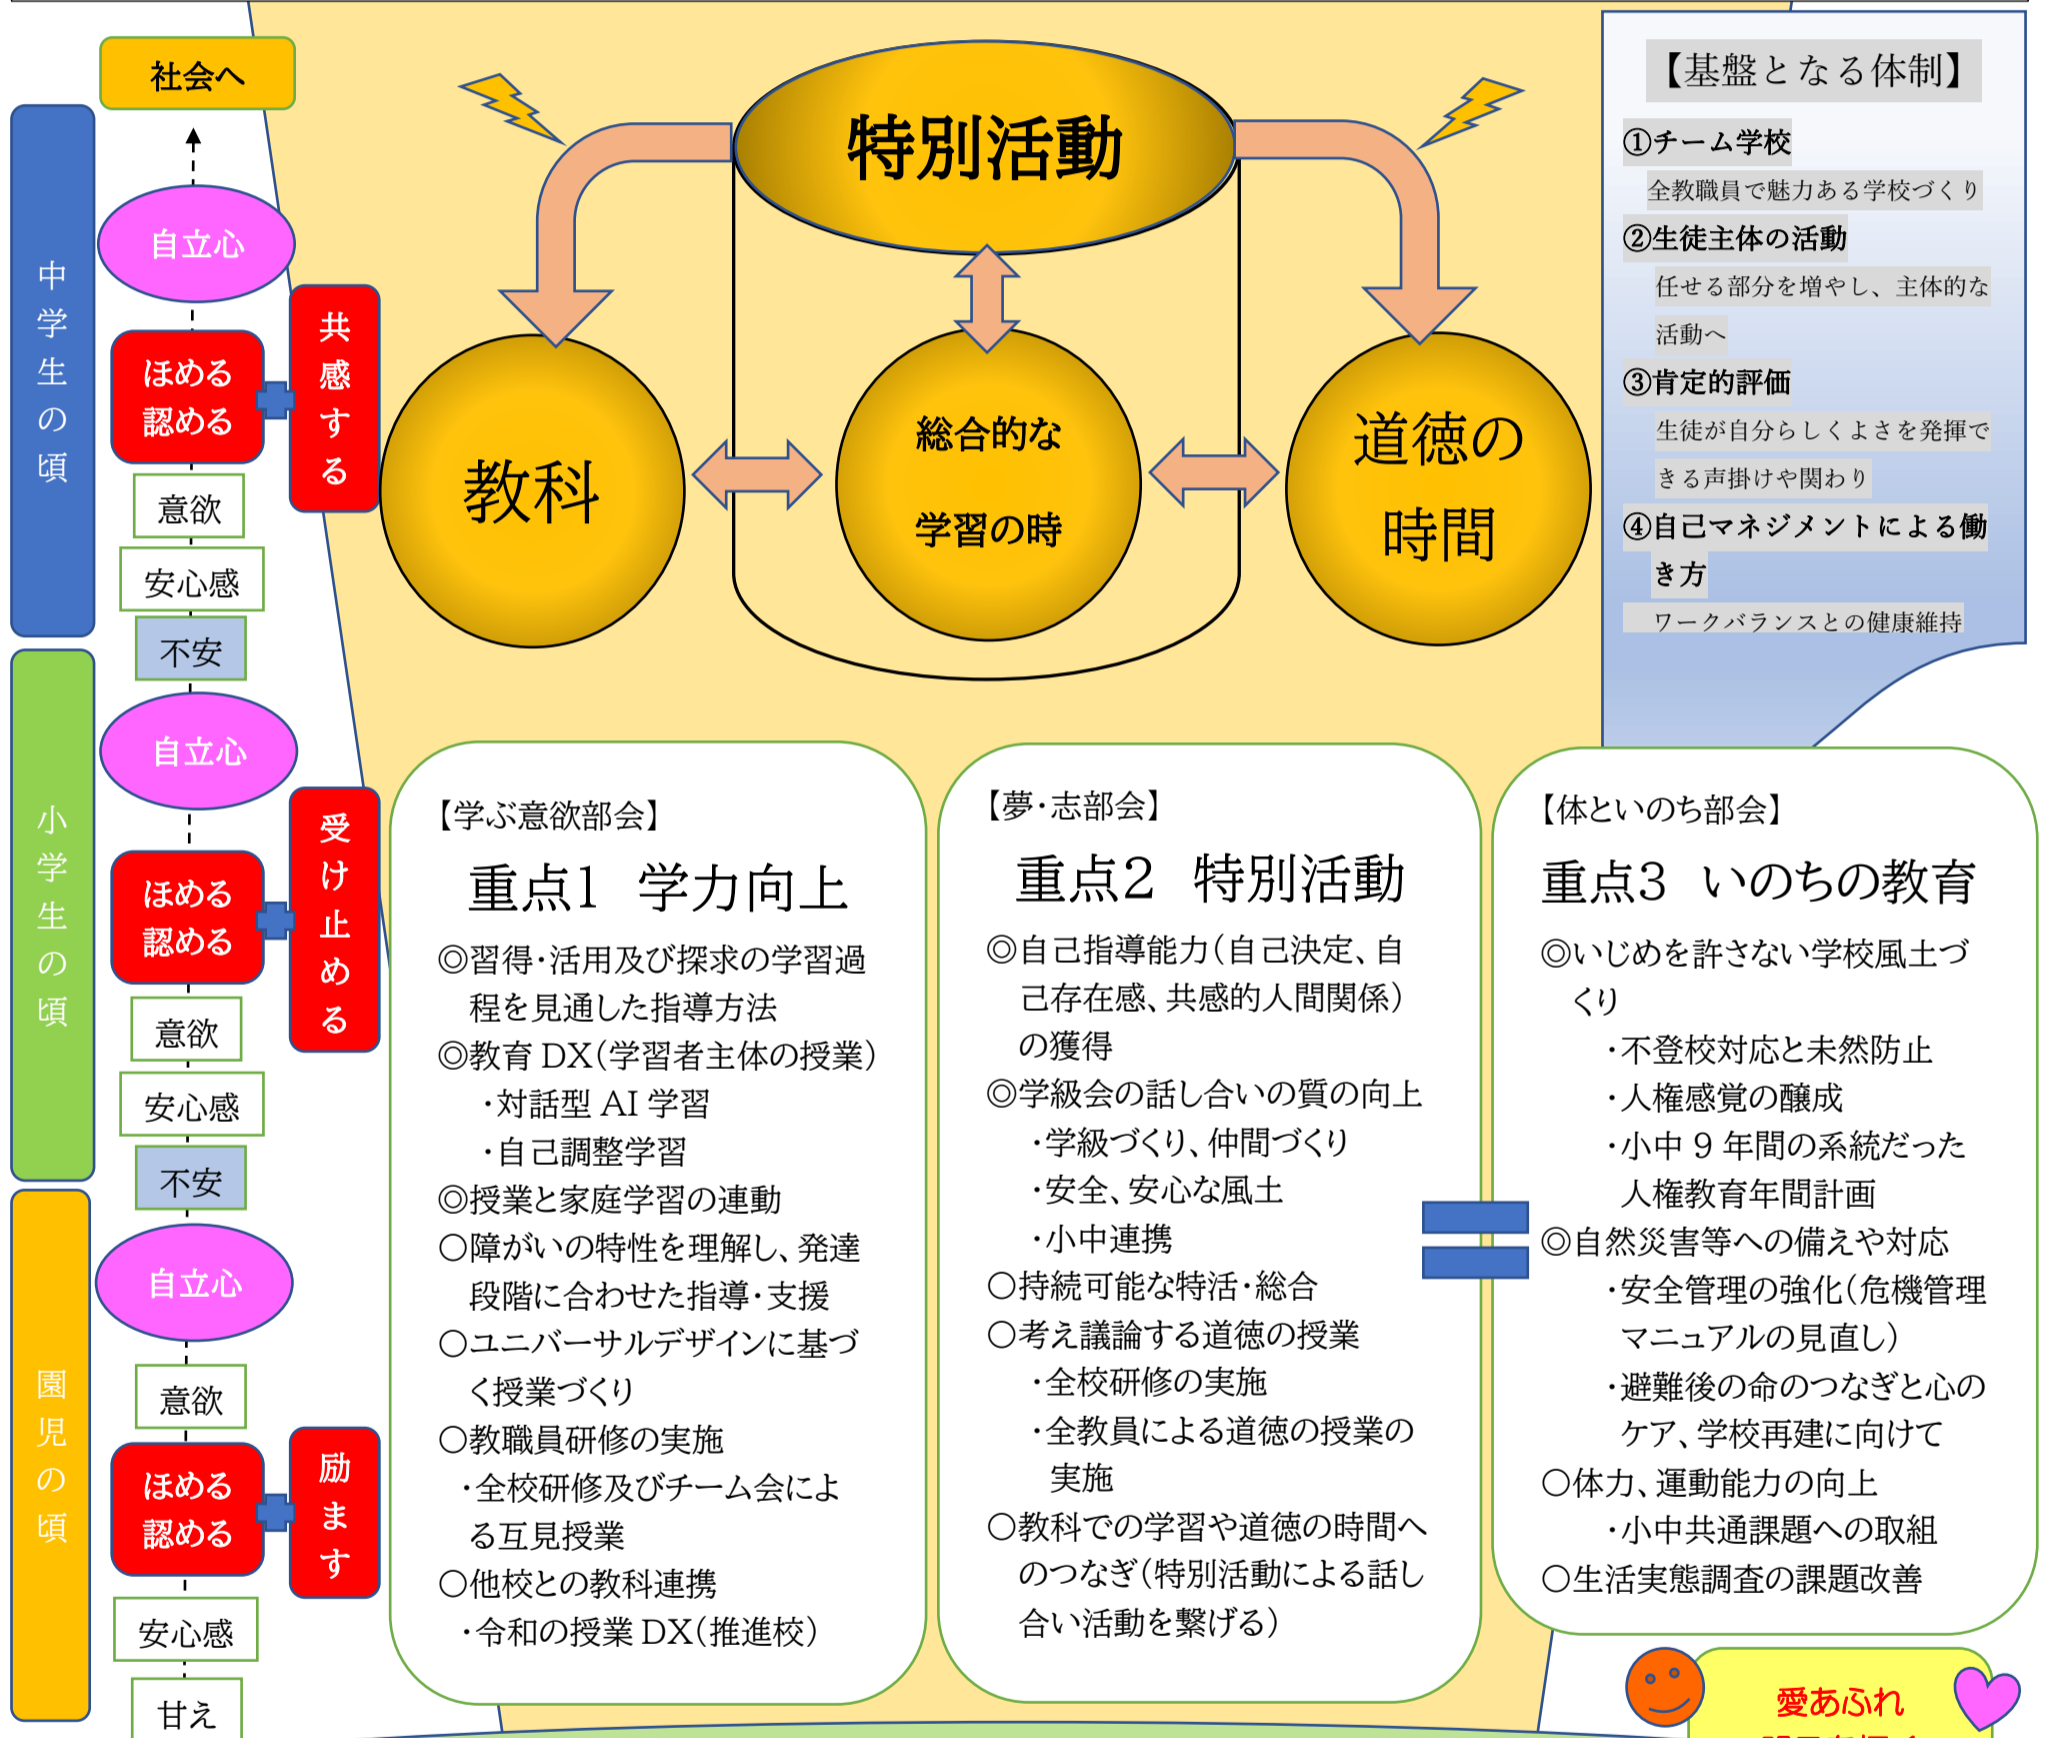 社会へ
中学生の頃
自立心
共感する
ほめる
認める
意欲
安心感
不安
小学生の頃
自立心
受け止める
ほめる
認める
意欲
安心感
不安
園児の頃
自立心
意欲
励ます
ほめる
認める
安心感
甘え
特別活動
教科
総合的な
学習の時
道徳の
時間
【基盤となる体制】
①チーム学校
全教職員で魅力ある学校づくり
②生徒主体の活動
任せる部分を増やし、主体的な
活動へ
③肯定的評価
生徒が自分らしくよさを発揮で
きる声掛けや関わり
④自己マネジメントによる働
き方
ワークバランスとの健康維持
【学ぶ意欲部会】
重点1 学力向上
◎習得・活用及び探求の学習過
程を見通した指導方法
◎教育 DX(学習者主体の授業)
・対話型 AI 学習
・自己調整学習
◎授業と家庭学習の連動
○障がいの特性を理解し、発達
段階に合わせた指導・支援
○ユニバーサルデザインに基づ
く授業づくり
○教職員研修の実施
・全校研修及びチーム会によ
る互見授業
○他校との教科連携
・令和の授業 DX(推進校)
【夢・志部会】
重点2 特別活動
◎自己指導能力(自己決定、自
己存在感、共感的人間関係)
の獲得
◎学級会の話し合いの質の向上
・学級づくり、仲間づくり
・安全、安心な風土
・小中連携
○持続可能な特活・総合
○考え議論する道徳の授業
・全校研修の実施
・全教員による道徳の授業の
実施
○教科での学習や道徳の時間へ
のつなぎ(特別活動による話し
合い活動を繋げる)
【体といのち部会】
重点3 いのちの教育
◎いじめを許さない学校風土づ
くり
・不登校対応と未然防止
・人権感覚の醸成
・小中 9 年間の系統だった
人権教育年間計画
◎自然災害等への備えや対応
・安全管理の強化(危機管理
マニュアルの見直し)
・避難後の命のつなぎと心の
ケア、学校再建に向けて
○体力、運動能力の向上
・小中共通課題への取組
○生活実態調査の課題改善
愛あふれ